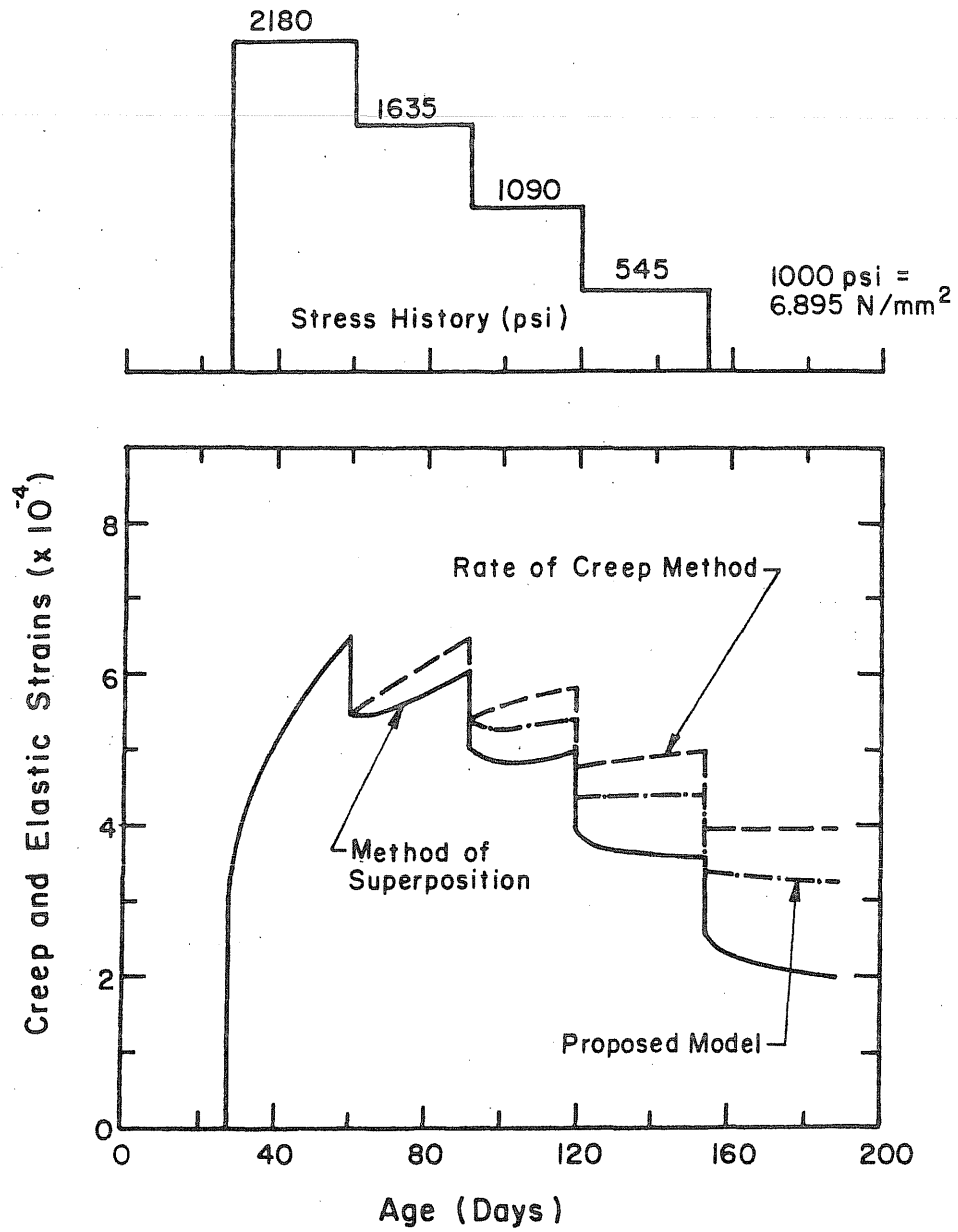 2180
1635
1090
545
1000 psi =
6.895 N/mm²
Stress History (psi)
Creep and Elastic Strains (x 10⁻⁴)
8
6
4
2
0
Rate of Creep Method
Method of
Superposition
Proposed Model
0 40 80 120 160 200
Age (Days)